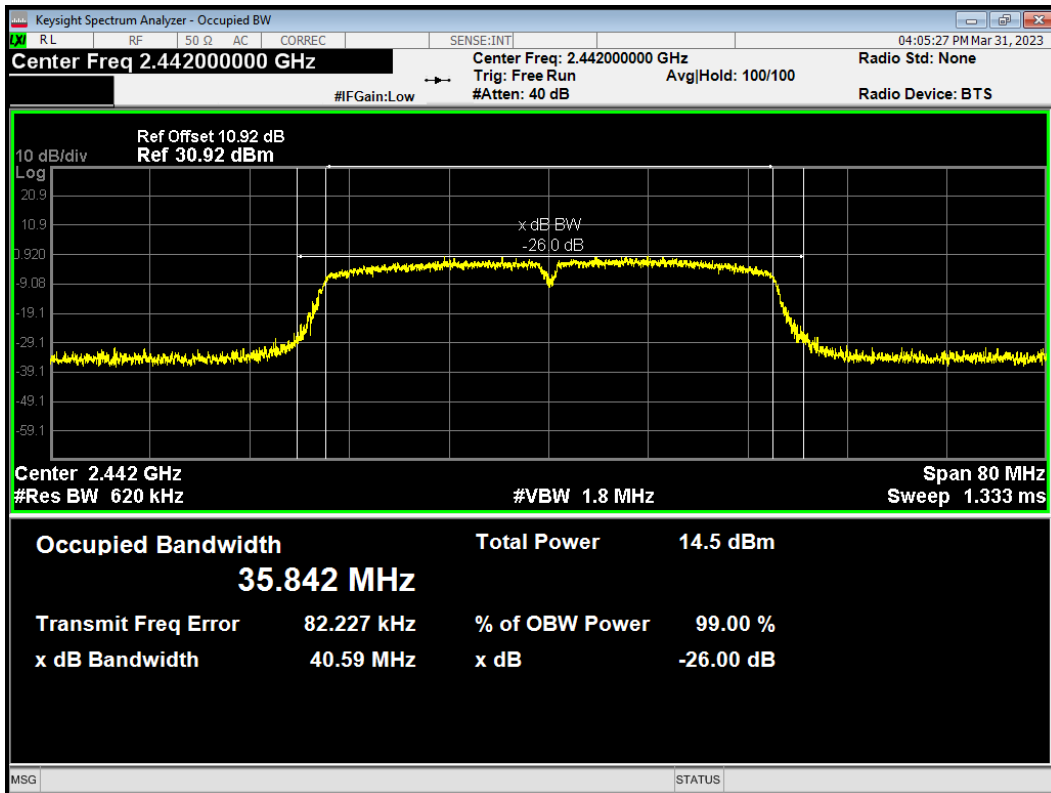 Keysight Spectrum Analyzer - Occupied BW
LXI RL RF 50 Ω AC CORREC SENSE:INT 04:05:27 PM Mar 31, 2023
Center Freq 2.442000000 GHz
Center Freq: 2.442000000 GHz Radio Std: None
Trig: Free Run Avg|Hold: 100/100
#IFGain:Low #Atten: 40 dB Radio Device: BTS
Ref Offset 10.92 dB
10 dB/div Ref 30.92 dBm
Log
20.9
10.9
x dB BW
-26.0 dB
0.920
-9.08
-19.1
-29.1
-39.1
-49.1
-59.1
Center 2.442 GHz Span 80 MHz
#Res BW 620 kHz #VBW 1.8 MHz Sweep 1.333 ms
Occupied Bandwidth Total Power 14.5 dBm
35.842 MHz
Transmit Freq Error 82.227 kHz % of OBW Power 99.00 %
x dB Bandwidth 40.59 MHz x dB -26.00 dB
MSG STATUS